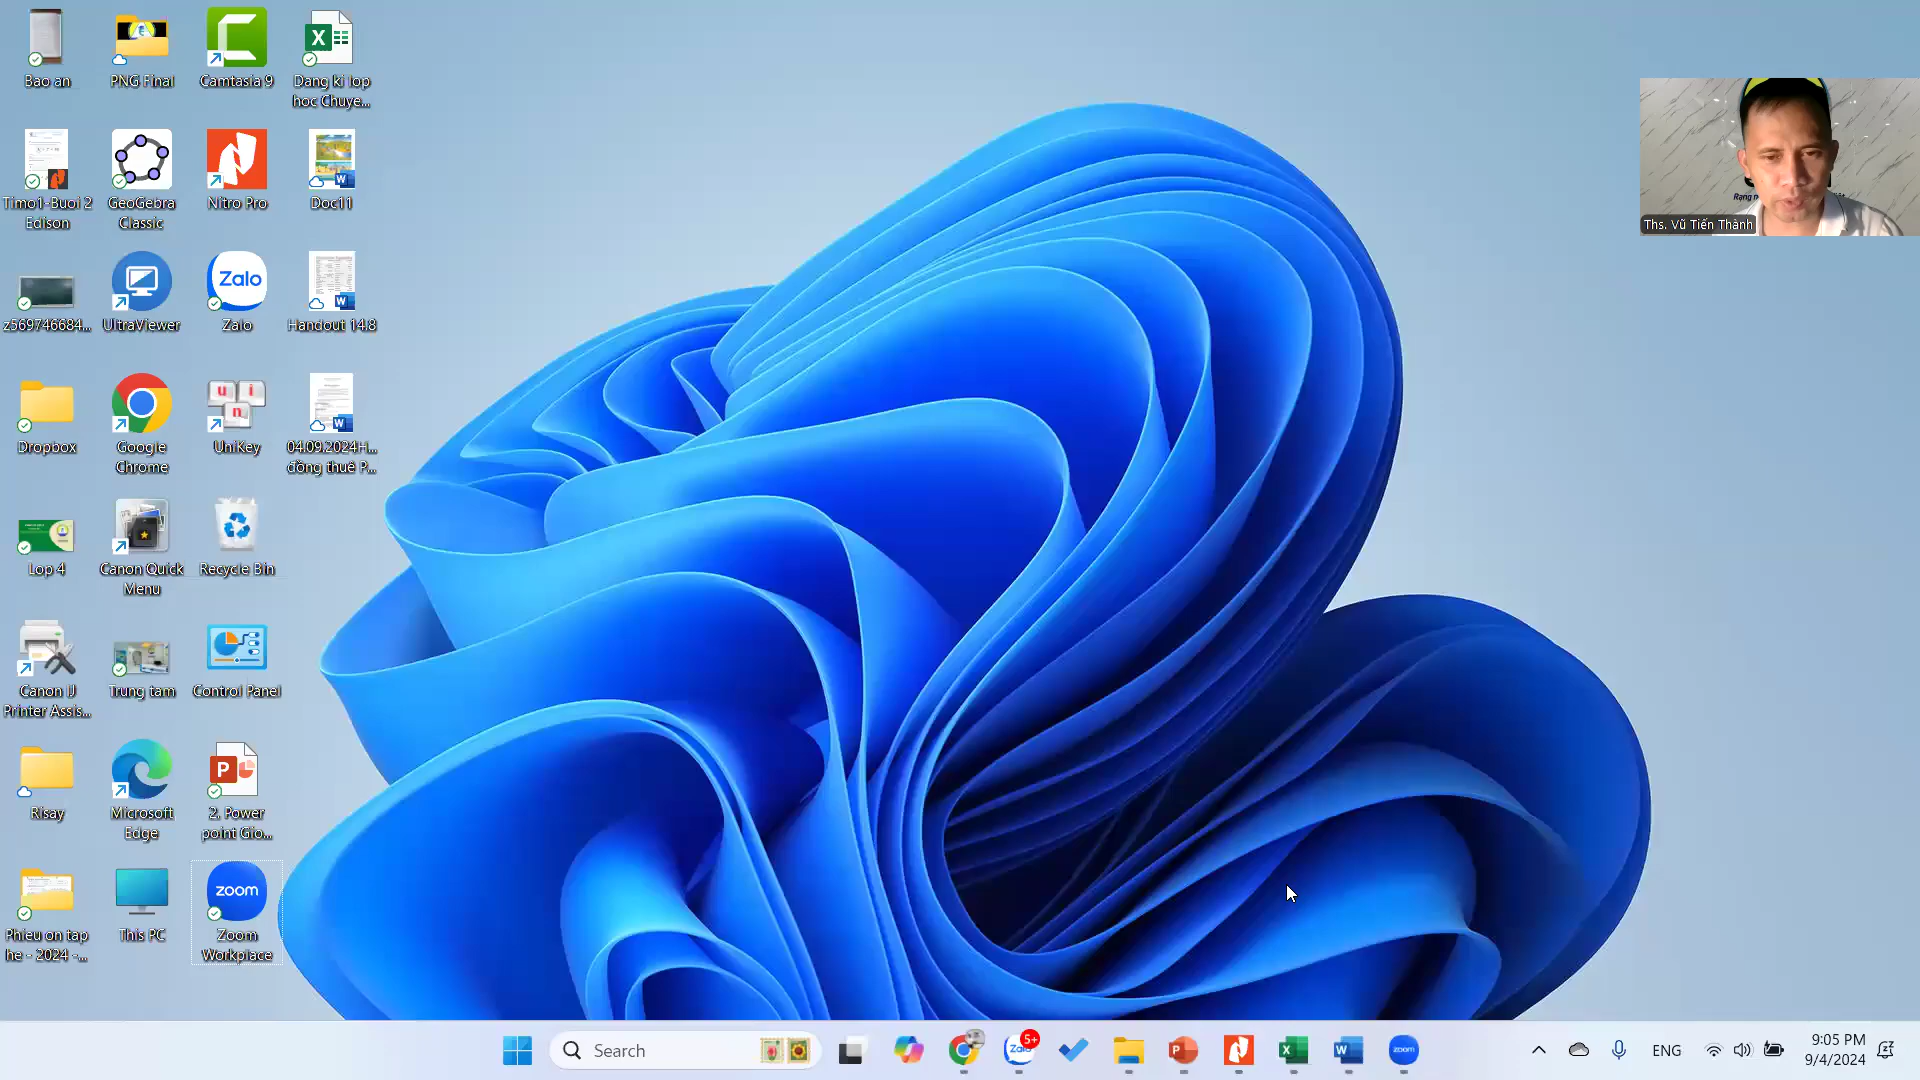 Bao an
PNG Final
Camtasia 9
Dang ki lop
hoc Chuye...
Timo1-Buoi 2
Edison
GeoGebra
Classic
Nitro Pro
Doc11
z569746684...
UltraViewer
Zalo
Zalo
Handout 14.8
Dropbox
Google
Chrome
UniKey
04.09.2024H...
đồng thuê P...
Lop 4
Canon Quick
Menu
Recycle Bin
Canon IJ
Printer Assis...
Trung tam
Control Panel
Risay
Microsoft
Edge
2. Power
point Gio...
Phieu on tap
he - 2024 -...
This PC
zoom
Zoom
Workplace
Ths. Vũ Tiến Thành
Search
5+
zoom
ENG
9:05 PM
9/4/2024